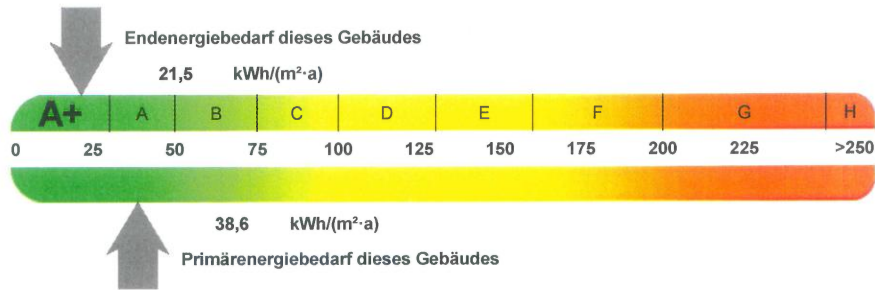 Endenergiebedarf dieses Gebäudes
21,5 kWh/(m²·a)
A+ A B C D E F G H
0 25 50 75 100 125 150 175 200 225 >250
38,6 kWh/(m²·a)
Primärenergiebedarf dieses Gebäudes